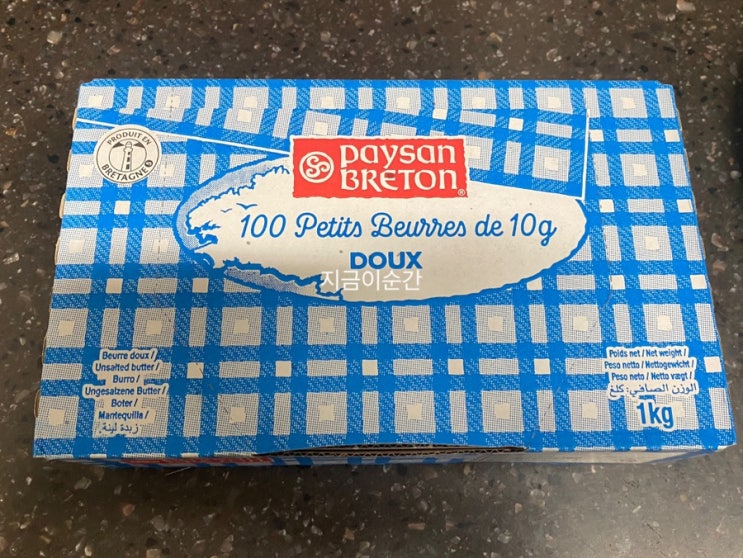 PRODUIT EN
BRETAGNE
paysan
BRETON®
100 Petits Beurres de 10g
DOUX
지금이순간
Beurre doux /
Unsalted butter /
Burro /
Ungesalzene Butter /
Boter /
Mantequilla /
زبدة لينة
Poids net / Net weight /
Peso netto / Nettogewicht /
Peso neto / Netto vægt /
الوزن الصافي: كلغ
1kg